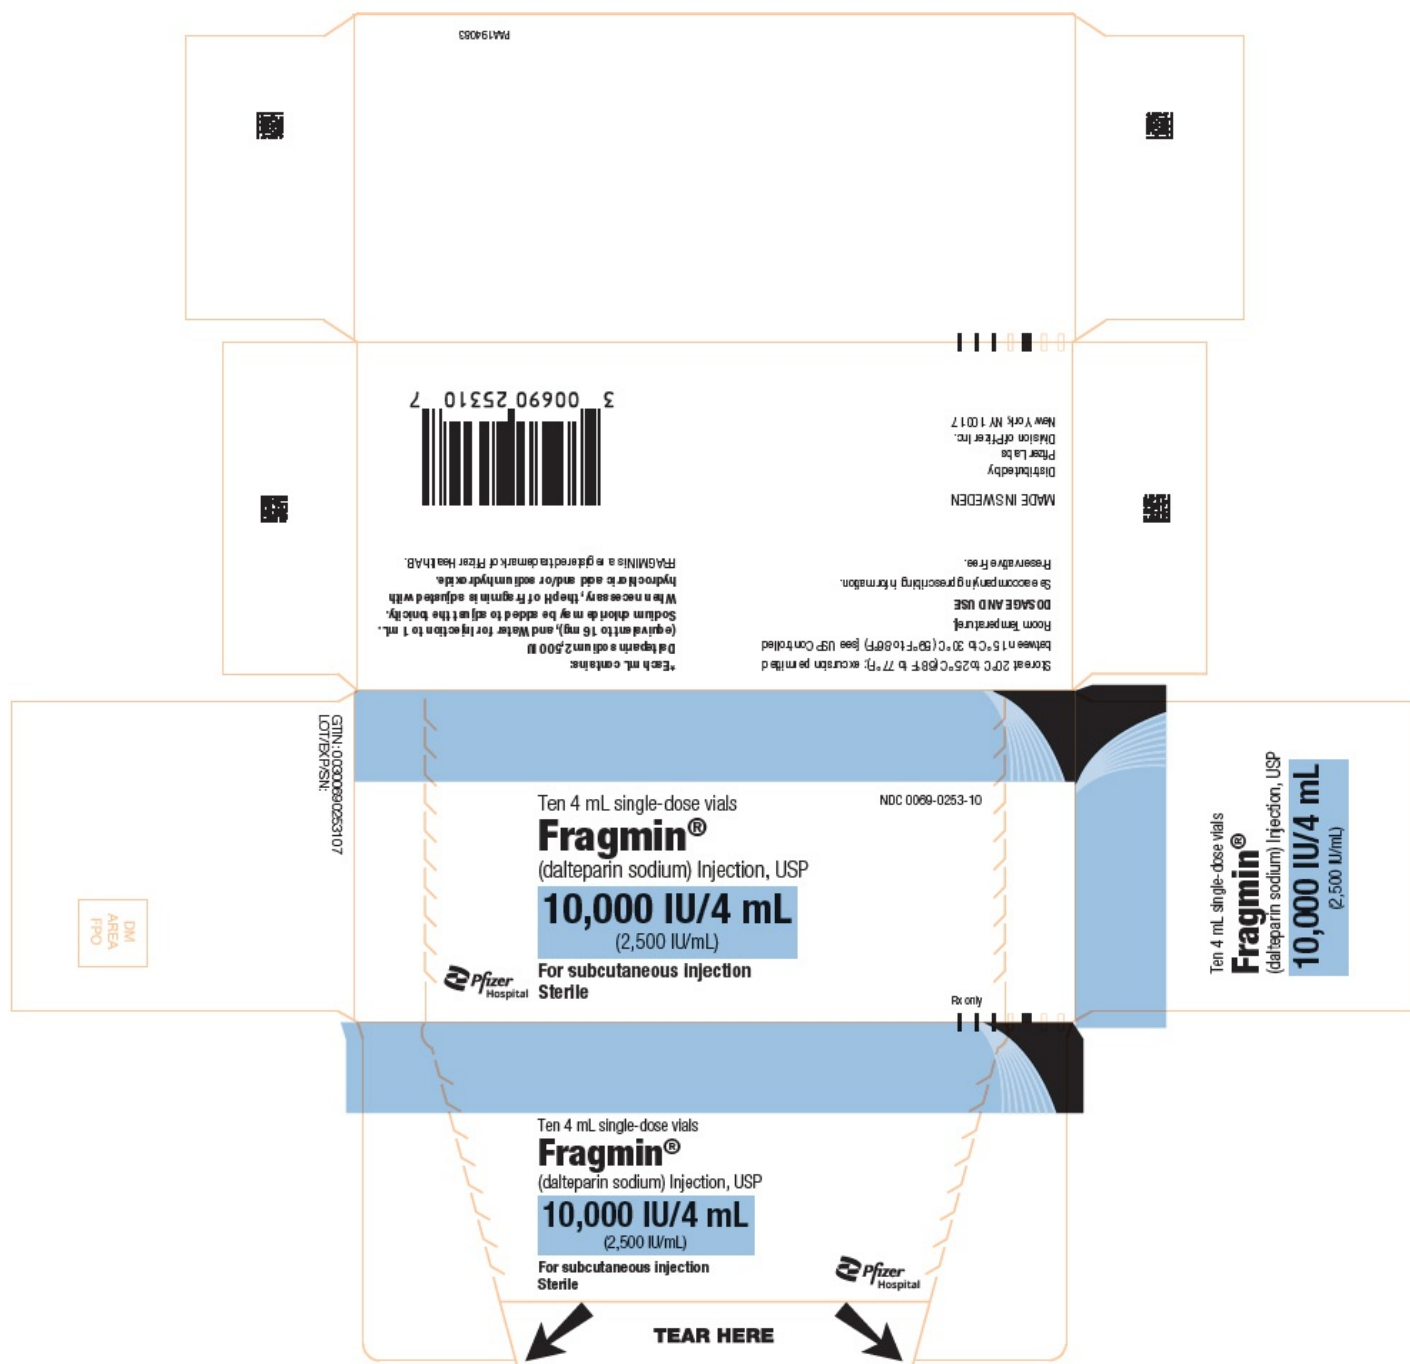 PAA194083
3 00690 25310 7
Distributed by
Pfizer Labs
Division of Pfizer Inc.
New York, NY 10017
MADE IN SWEDEN
*Each mL contains:
Dalteparin sodium 2,500 IU
(equivalent to 16 mg), and Water for Injection to 1 mL.
Sodium chloride may be added to adjust the tonicity.
When necessary, the pH of Fragmin is adjusted with
hydrochloric acid and/or sodium hydroxide.
FRAGMIN is a registered trademark of Pfizer Health AB.
Store at 20°C to 25°C (68°F to 77°F); excursion permitted
between 15°C to 30°C (59°F to 86°F) [see USP Controlled
Room Temperature].
DOSAGE AND USE
See accompanying prescribing information.
Preservative Free.
GTIN: 00300690253107
LOT/EXP/SN:
DM
AREA
FPO
Ten 4 mL single-dose vials
NDC 0069-0253-10
Fragmin®
(dalteparin sodium) Injection, USP
10,000 IU/4 mL
(2,500 IU/mL)
For subcutaneous injection
Sterile
Pfizer
Hospital
Rx only
Ten 4 mL single-dose vials
Fragmin®
(dalteparin sodium) Injection, USP
10,000 IU/4 mL
(2,500 IU/mL)
Ten 4 mL single-dose vials
Fragmin®
(dalteparin sodium) Injection, USP
10,000 IU/4 mL
(2,500 IU/mL)
For subcutaneous injection
Sterile
Pfizer
Hospital
TEAR HERE